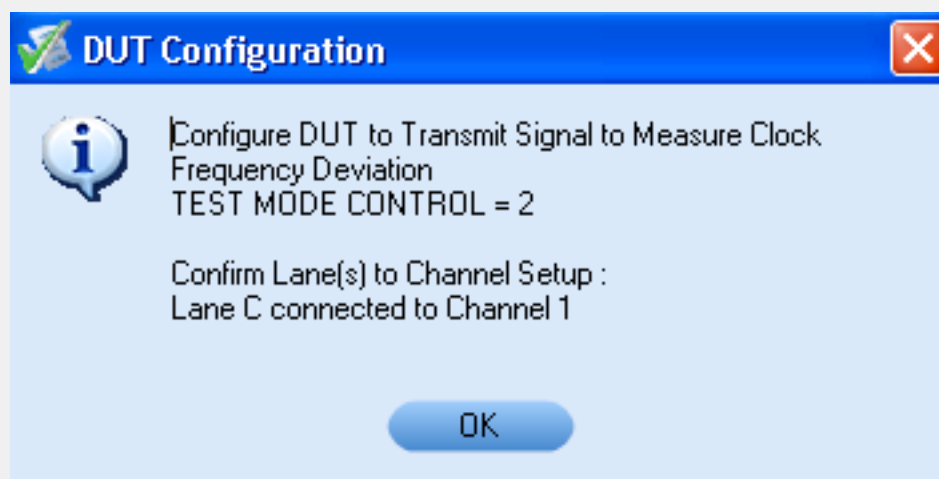 DUT Configuration
Configure DUT to Transmit Signal to Measure Clock
Frequency Deviation
TEST MODE CONTROL = 2
Confirm Lane(s) to Channel Setup :
Lane C connected to Channel 1
OK